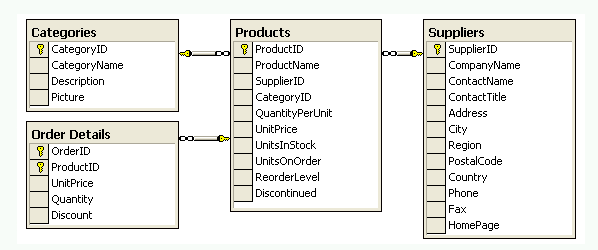 Categories
CategoryID
CategoryName
Description
Picture
Order Details
OrderID
ProductID
UnitPrice
Quantity
Discount
Products
ProductID
ProductName
SupplierID
CategoryID
QuantityPerUnit
UnitPrice
UnitsInStock
UnitsOnOrder
ReorderLevel
Discontinued
Suppliers
SupplierID
CompanyName
ContactName
ContactTitle
Address
City
Region
PostalCode
Country
Phone
Fax
HomePage